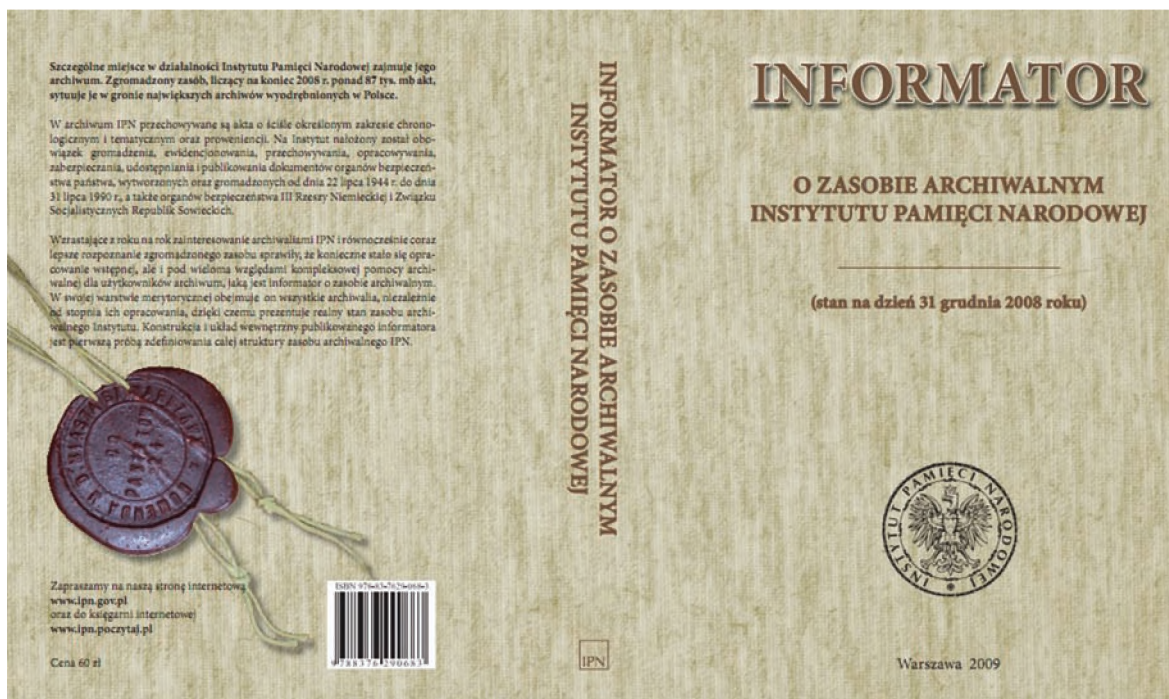 Szczególne miejsce w działalności Instytutu Pamięci Narodowej zajmuje jego
archiwum. Zgromadzony zasób, liczący na koniec 2008 r. ponad 87 tys. mb akt,
sytuuje je w gronie największych archiwów wyodrębnionych w Polsce.
W archiwum IPN przechowywane są akta o ściśle określonym zakresie chrono-
logicznym i tematycznym oraz proweniencji. Na Instytut nałożony został obo-
wiązek gromadzenia, ewidencjonowania, przechowywania, opracowywania,
zabezpieczania, udostępniania i publikowania dokumentów organów bezpieczeń-
stwa państwa, wytworzonych oraz gromadzonych od dnia 22 lipca 1944 r. do dnia
31 lipca 1990 r., a także organów bezpieczeństwa III Rzeszy Niemieckiej i Związku
Socjalistycznych Republik Sowieckich.
Wzrastające z roku na rok zainteresowanie archiwaliami IPN i równocześnie coraz
lepsze rozpoznanie zgromadzonego zasobu sprawiły, że konieczne stało się opra-
cowanie wstępnej, ale i pod wieloma względami kompleksowej pomocy archi-
walnej dla użytkowników archiwum, jaką jest informator o zasobie archiwalnym.
W swojej warstwie merytorycznej obejmuje on wszystkie archiwalia, niezależnie
od stopnia ich opracowania, dzięki czemu prezentuje realny stan zasobu archi-
walnego Instytutu. Konstrukcja i układ wewnętrzny publikowanego informatora
jest pierwszą próbą zdefiniowania całej struktury zasobu archiwalnego IPN.
Zapraszamy na naszą stronę internetową
www.ipn.gov.pl
oraz do księgarni internetowej
www.ipn.poczytaj.pl
Cena 60 zł
ISBN 978-83-7629-068-3
9 788376 290683
INFORMATOR O ZASOBIE ARCHIWALNYM
INSTYTUTU PAMIĘCI NARODOWEJ
IPN
INFORMATOR
O ZASOBIE ARCHIWALNYM
INSTYTUTU PAMIĘCI NARODOWEJ
(stan na dzień 31 grudnia 2008 roku)
INSTYTUT PAMIĘCI NARODOWEJ
Warszawa 2009